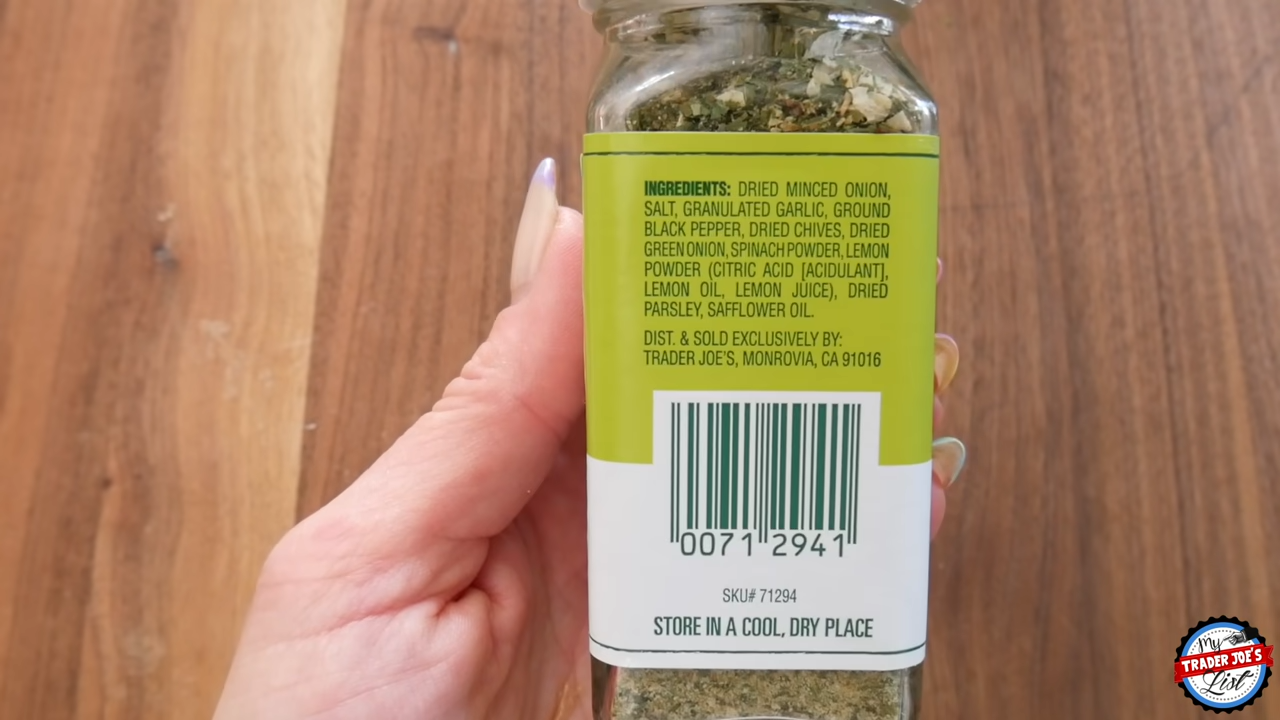 INGREDIENTS: DRIED MINCED ONION,
SALT, GRANULATED GARLIC, GROUND
BLACK PEPPER, DRIED CHIVES, DRIED
GREEN ONION, SPINACH POWDER, LEMON
POWDER (CITRIC ACID [ACIDULANT],
LEMON OIL, LEMON JUICE), DRIED
PARSLEY, SAFFLOWER OIL.
DIST. & SOLD EXCLUSIVELY BY:
TRADER JOE'S, MONROVIA, CA 91016
0071 2941
SKU# 71294
STORE IN A COOL, DRY PLACE
My
TRADER JOE'S
List